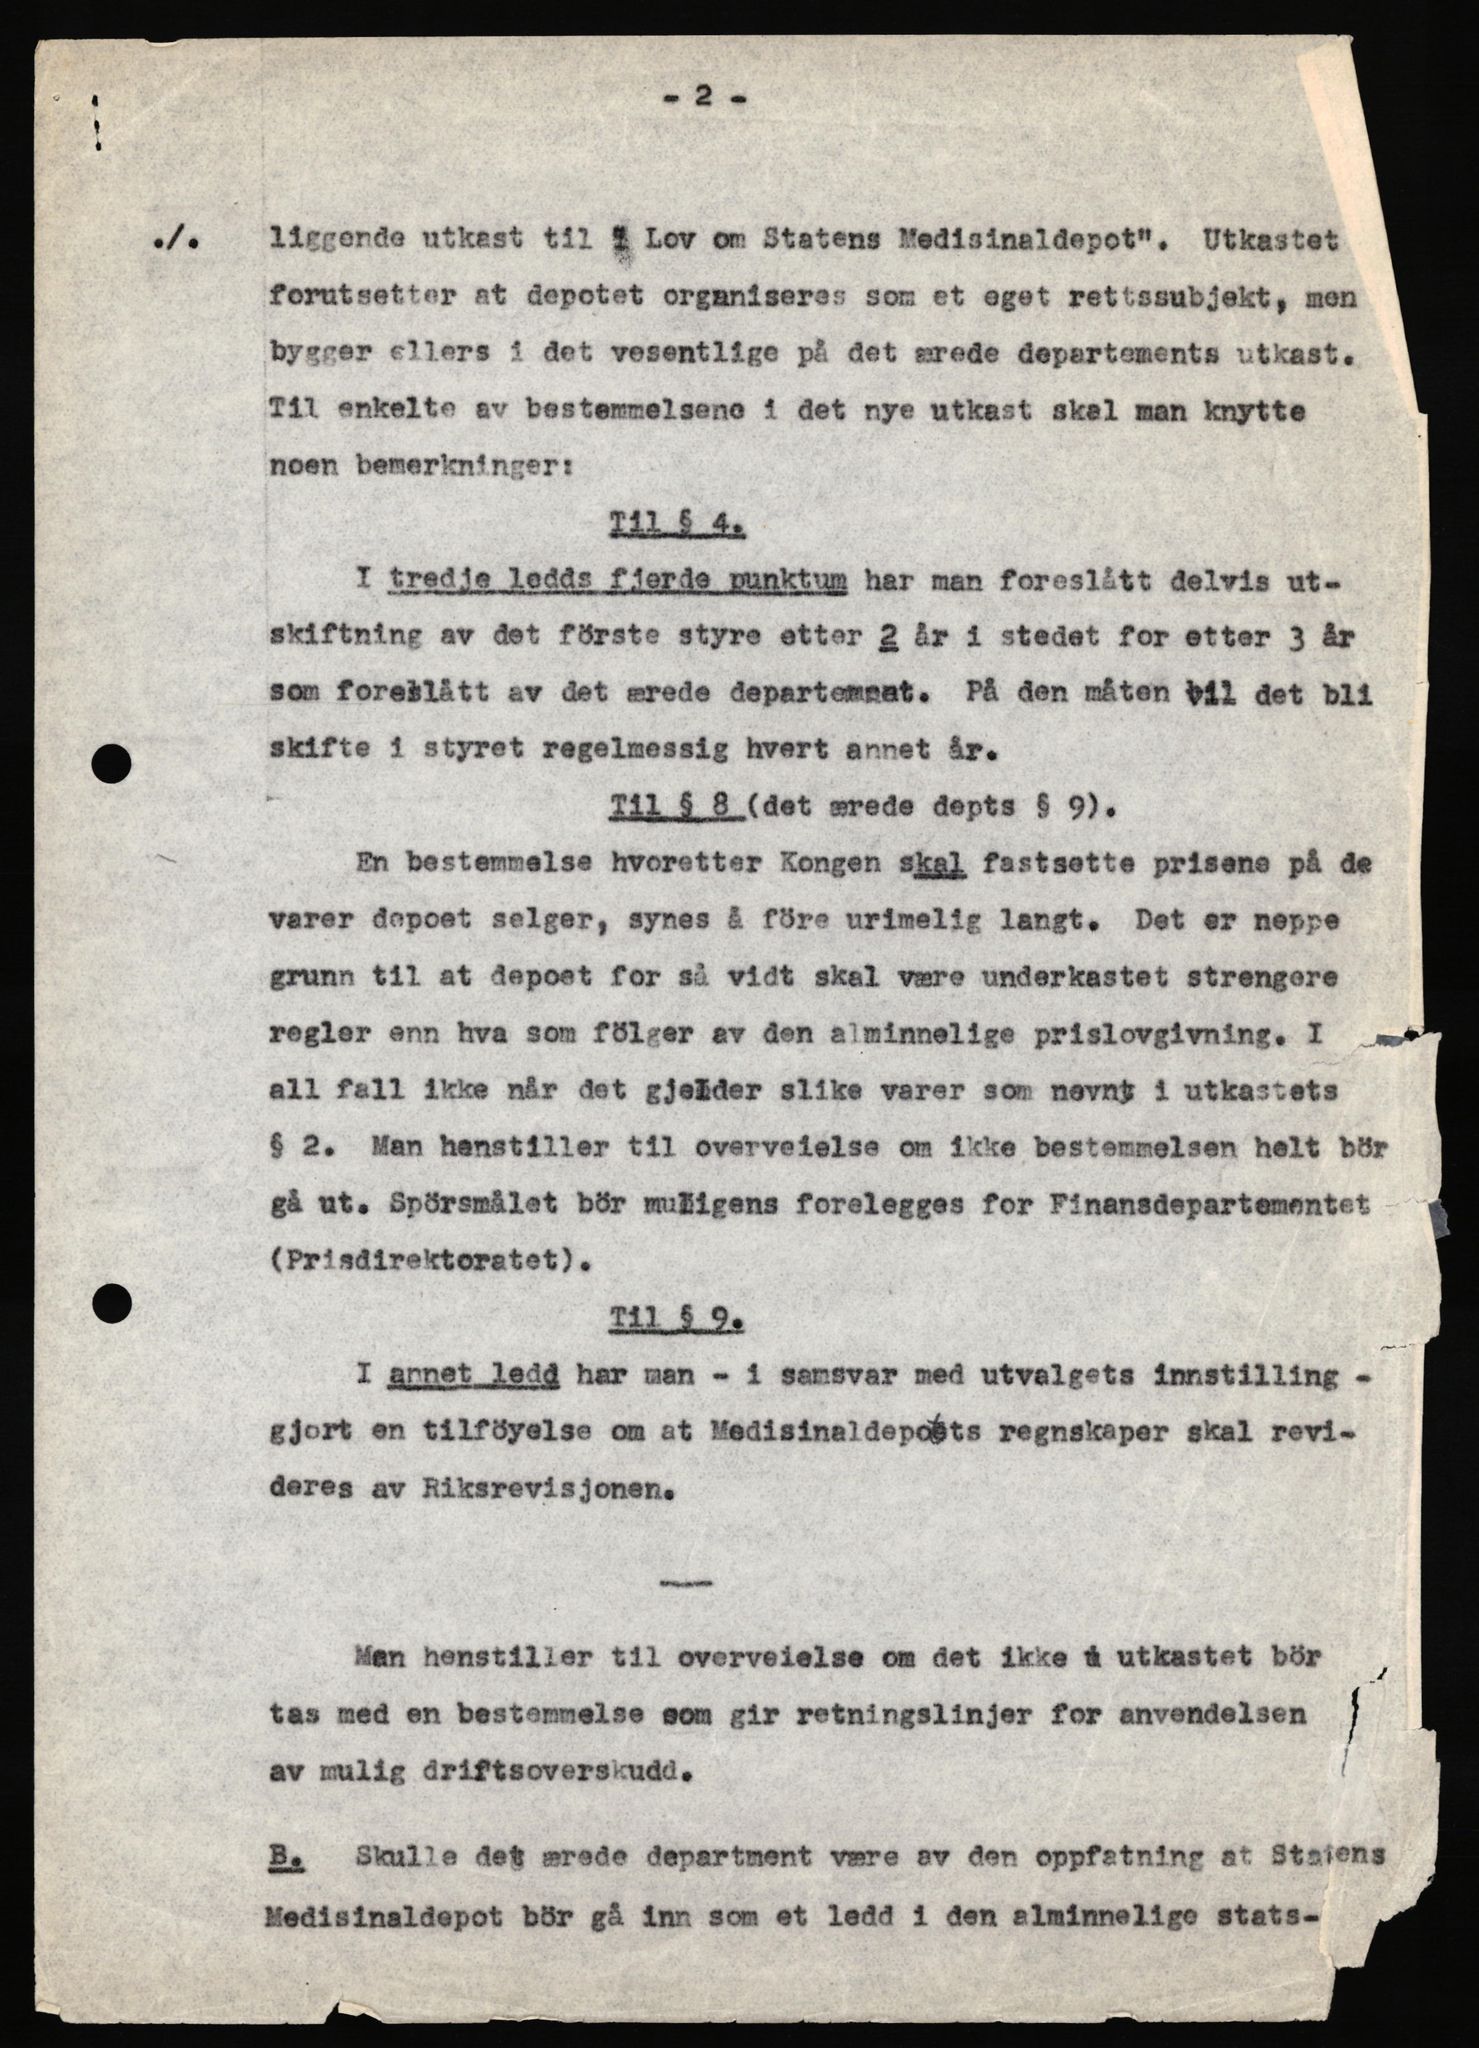 - 2 -
./. liggende utkast til " Lov om Statens Medisinaldepot". Utkastet
forutsetter at depotet organiseres som et eget rettssubjekt, men
bygger ellers i det vesentlige på det ærede departements utkast.
Til enkelte av bestemmelsene i det nye utkast skal man knytte
noen bemerkninger:
Til § 4.
I tredje ledds fjerde punktum har man foreslått delvis ut-
skiftning av det förste styre etter 2 år i stedet for etter 3 år
som foreslått av det ærede departement. På den måten vil det bli
skifte i styret regelmessig hvert annet år.
Til § 8 (det ærede depts § 9).
En bestemmelse hvoretter Kongen skal fastsette prisene på de
varer depoet selger, synes å före urimelig langt. Det er neppe
grunn til at depoet for så vidt skal være underkastet strengere
regler enn hva som fölger av den alminnelige prislovgivning. I
all fall ikke når det gjelder slike varer som nevnt i utkastets
§ 2. Man henstiller til overveielse om ikke bestemmelsen helt bör
gå ut. Spörsmålet bör muligens forelegges for Finansdepartementet
(Prisdirektoratet).
Til § 9.
I annet ledd har man - i samsvar med utvalgets innstilling -
gjort en tilföyelse om at Medisinaldepotets regnskaper skal revi-
deres av Riksrevisjonen.
Man henstiller til overveielse om det ikke i utkastet bör
tas med en bestemmelse som gir retningslinjer for anvendelsen
av mulig driftsoverskudd.
B. Skulle det ærede department være av den oppfatning at Statens
Medisinaldepot bör gå inn som et ledd i den alminnelige stats-